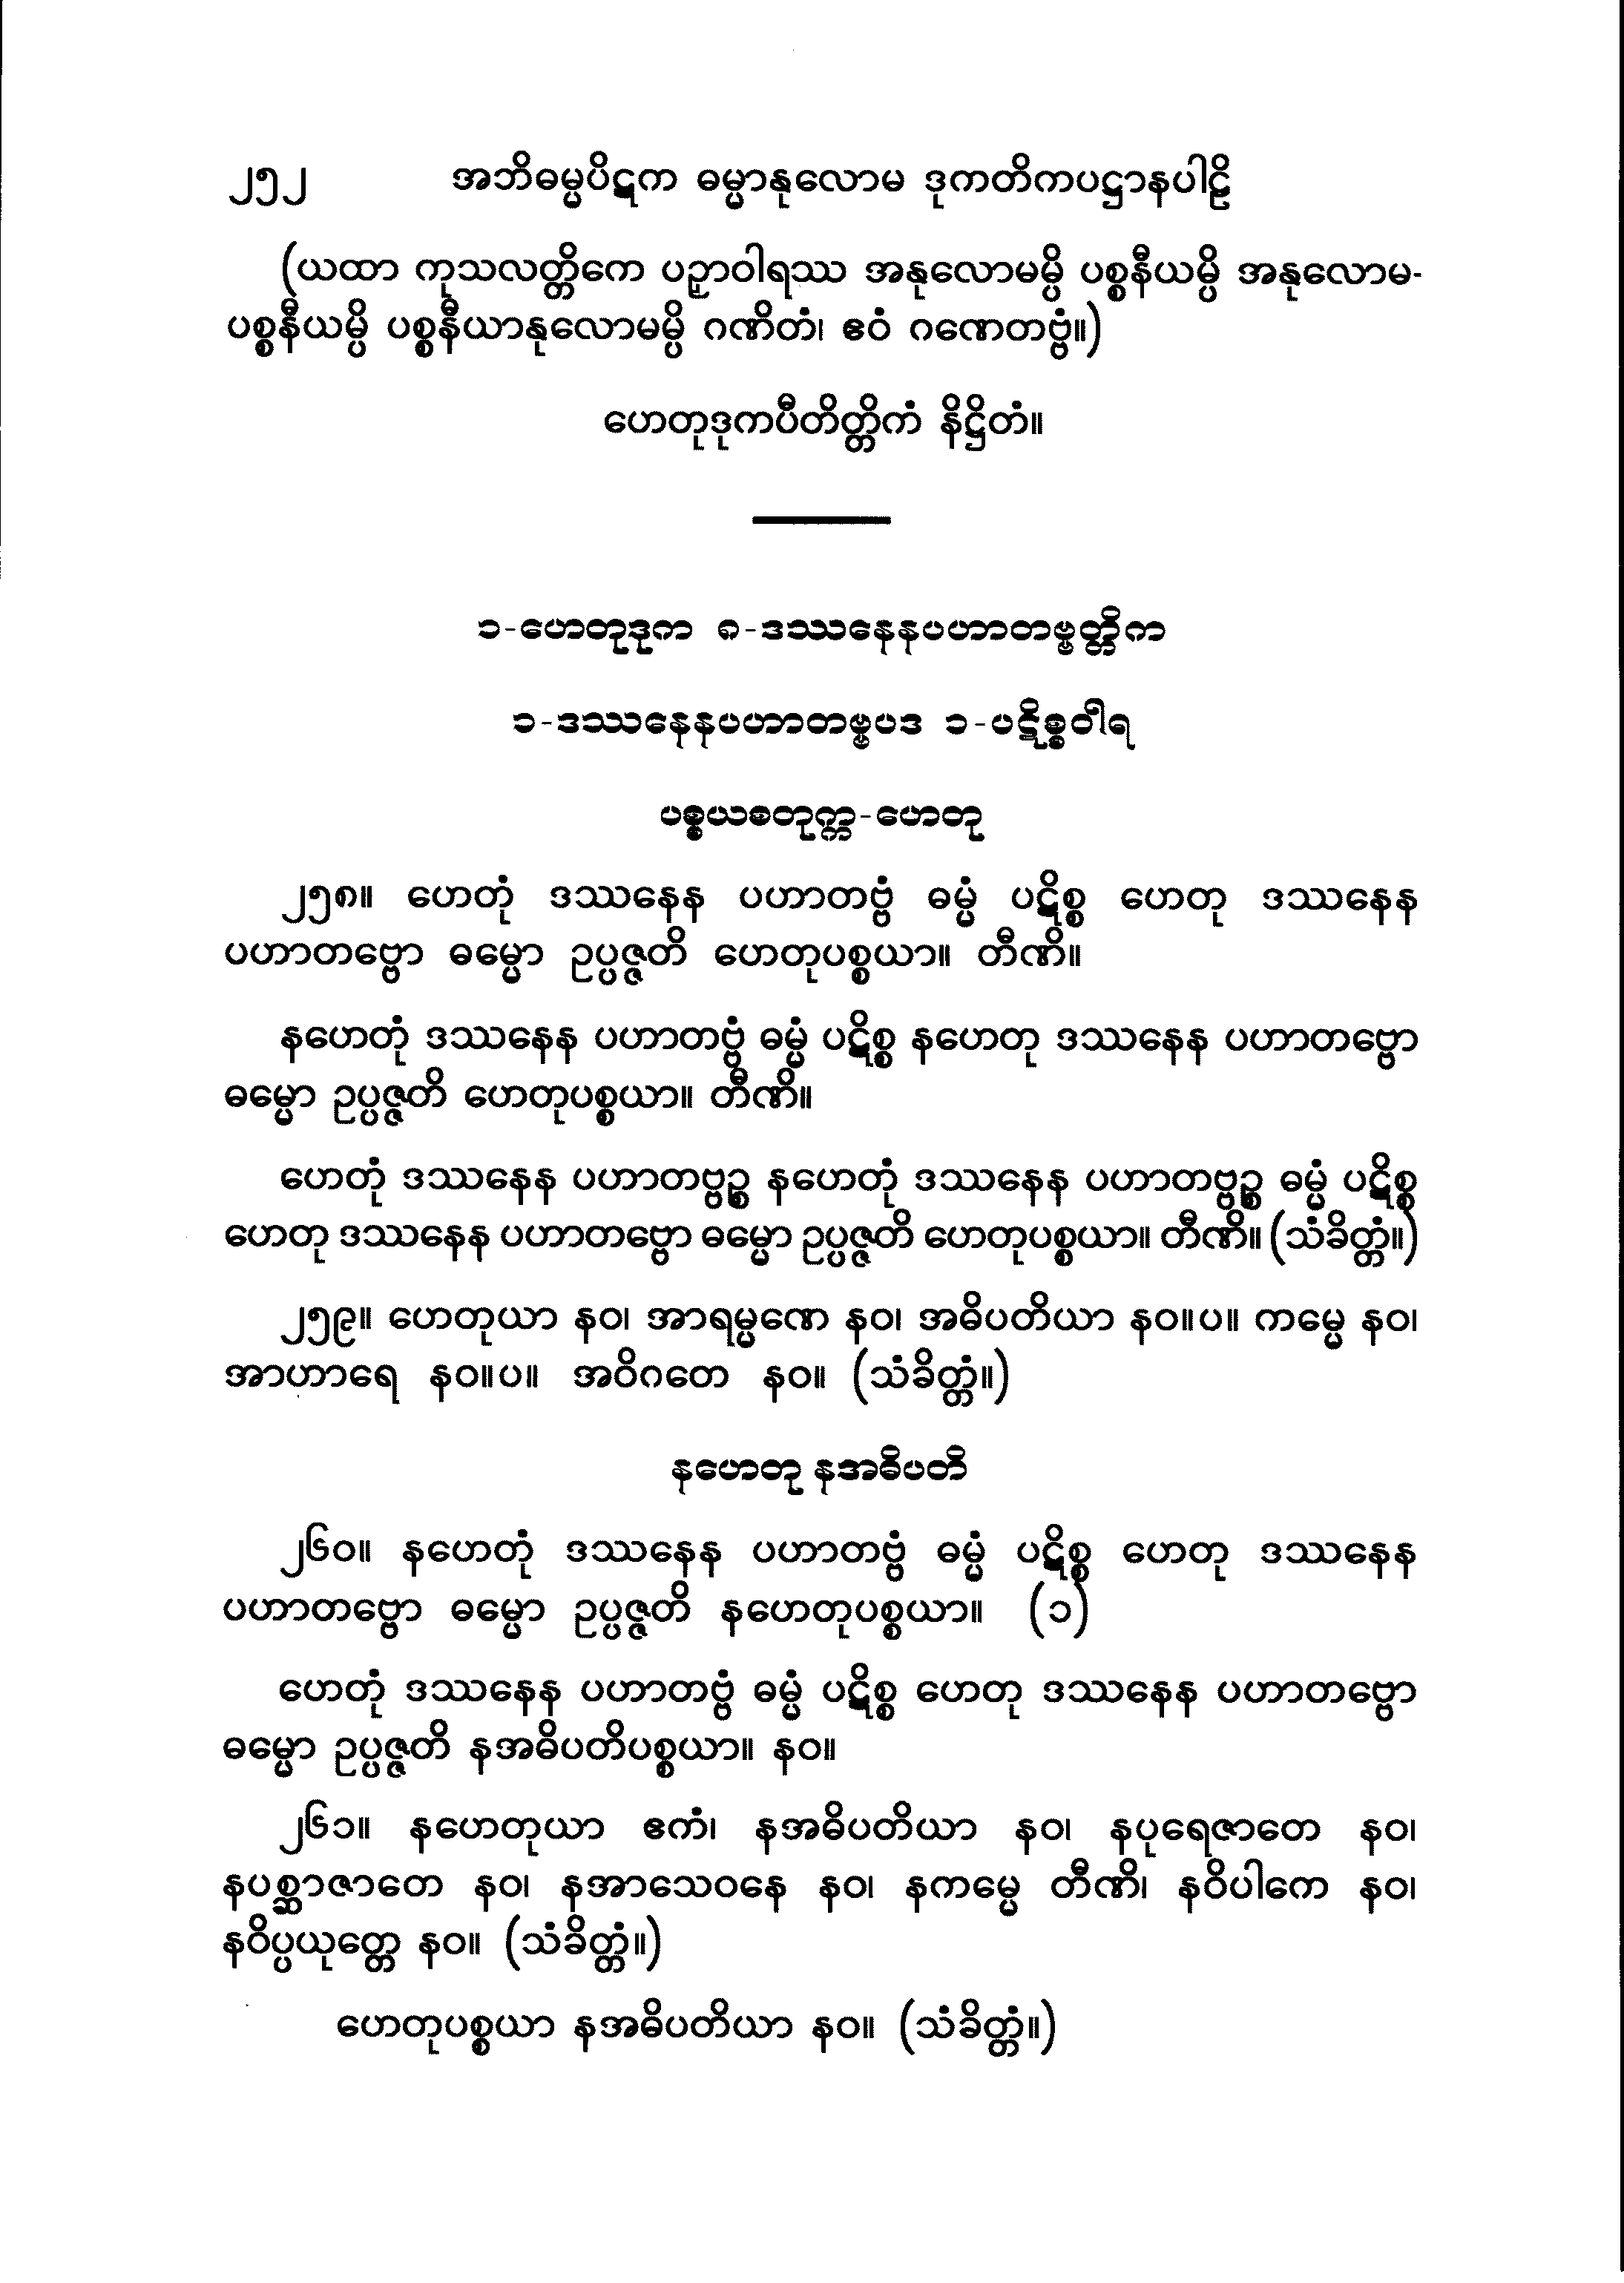 ၂၅၂ အဘိဓမ္မပိဋက ဓမ္မာနုလောမ ဒုကတိကပဋ္ဌာနပါဠိ
(ယထာ ကုသလတ္တိကေ ပဉှာဝါရဿ အနုလောမမ္ပိ ပစ္စနီယမ္ပိ အနုလောမ-
ပစ္စနီယမ္ပိ ပစ္စနီယာနုလောမမ္ပိ ဂဏိတံ၊ ဧဝံ ဂဏေတဗ္ဗံ။)
ဟေတုဒုကပီတိတ္တိကံ နိဋ္ဌိတံ။
၁-ဟေတုဒုက ၈-ဒဿနေနပဟာတဗ္ဗတ္တိက
၁-ဒဿနေနပဟာတဗ္ဗပဒ ၁-ပဋိစ္စဝါရ
ပစ္စယစတုက္က-ဟေတု
၂၅၈။ ဟေတုံ ဒဿနေန ပဟာတဗ္ဗံ ဓမ္မံ ပဋိစ္စ ဟေတု ဒဿနေန
ပဟာတဗ္ဗော ဓမ္မော ဥပ္ပဇ္ဇတိ ဟေတုပစ္စယာ။ တီဏိ။
နဟေတုံ ဒဿနေန ပဟာတဗ္ဗံ ဓမ္မံ ပဋိစ္စ နဟေတု ဒဿနေန ပဟာတဗ္ဗော
ဓမ္မော ဥပ္ပဇ္ဇတိ ဟေတုပစ္စယာ။ တီဏိ။
ဟေတုံ ဒဿနေန ပဟာတဗ္ဗဉ္စ နဟေတုံ ဒဿနေန ပဟာတဗ္ဗဉ္စ ဓမ္မံ ပဋိစ္စ
ဟေတု ဒဿနေန ပဟာတဗ္ဗော ဓမ္မော ဥပ္ပဇ္ဇတိ ဟေတုပစ္စယာ။ တီဏိ။ (သံခိတ္တံ။)
၂၅၉။ ဟေတုယာ နဝ၊ အာရမ္မဏေ နဝ၊ အဓိပတိယာ နဝ။ပ။ ကမ္မေ နဝ၊
အာဟာရေ နဝ။ပ။ အဝိဂတေ နဝ။ (သံခိတ္တံ။)
နဟေတု နအဓိပတိ
၂၆၀။ နဟေတုံ ဒဿနေန ပဟာတဗ္ဗံ ဓမ္မံ ပဋိစ္စ ဟေတု ဒဿနေန
ပဟာတဗ္ဗော ဓမ္မော ဥပ္ပဇ္ဇတိ နဟေတုပစ္စယာ။ (၁)
ဟေတုံ ဒဿနေန ပဟာတဗ္ဗံ ဓမ္မံ ပဋိစ္စ ဟေတု ဒဿနေန ပဟာတဗ္ဗော
ဓမ္မော ဥပ္ပဇ္ဇတိ နအဓိပတိပစ္စယာ။ နဝ။
၂၆၁။ နဟေတုယာ ဧကံ၊ နအဓိပတိယာ နဝ၊ နပုရေဇာတေ နဝ၊
နပစ္ဆာဇာတေ နဝ၊ နအာသေဝနေ နဝ၊ နကမ္မေ တီဏိ၊ နဝိပါကေ နဝ၊
နဝိပ္ပယုတ္တေ နဝ။ (သံခိတ္တံ။)
ဟေတုပစ္စယာ နအဓိပတိယာ နဝ။ (သံခိတ္တံ။)